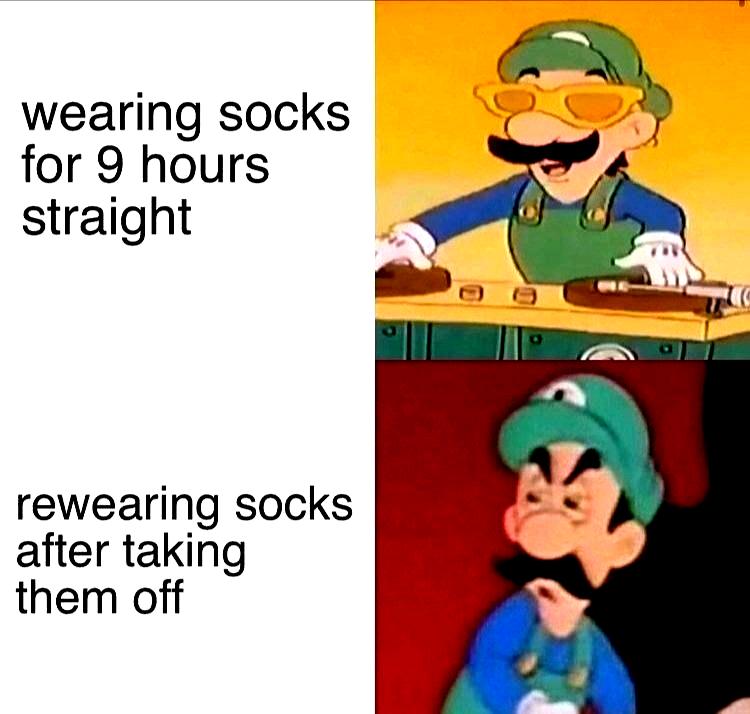 wearing socks
for 9 hours
straight
rewearing socks
after taking
them off